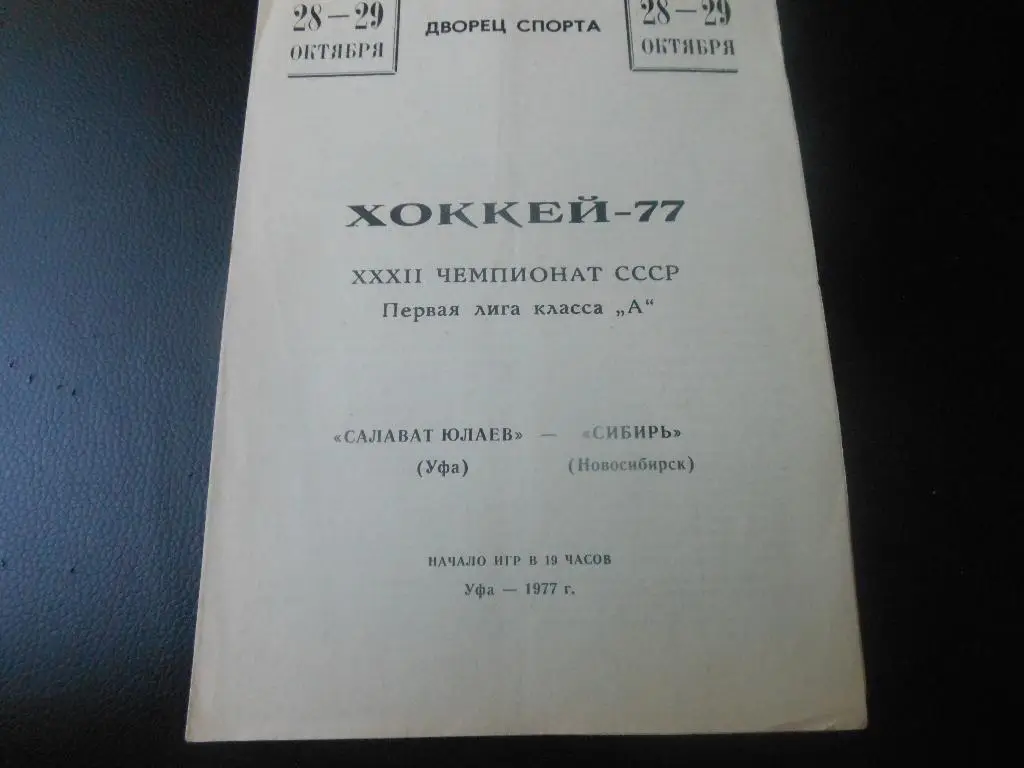 28—29
ОКТЯБРЯ
ДВОРЕЦ СПОРТА
28—29
ОКТЯБРЯ
ХОККЕЙ-77
XXXII ЧЕМПИОНАТ СССР
Первая лига класса „А“
«САЛАВАТ ЮЛАЕВ» — «СИБИРЬ»
(Уфа) (Новосибирск)
НАЧАЛО ИГР В 19 ЧАСОВ
Уфа — 1977 г.